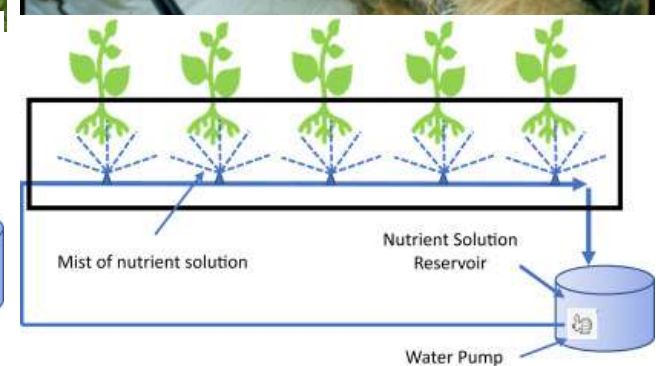 Mist of nutrient solution
Nutrient Solution
Reservoir
Water Pump